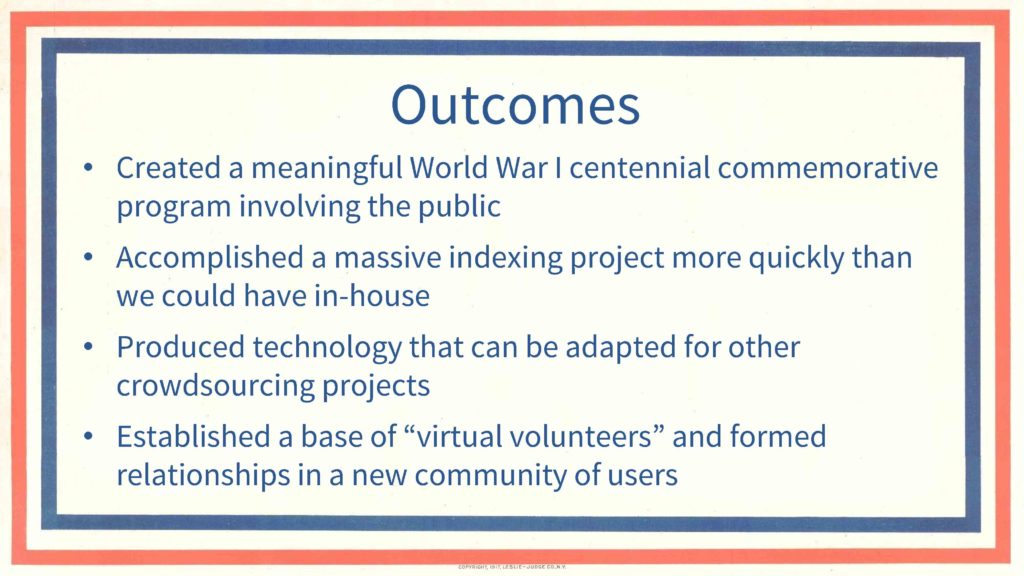 Outcomes
• Created a meaningful World War I centennial commemorative
program involving the public
• Accomplished a massive indexing project more quickly than
we could have in-house
• Produced technology that can be adapted for other
crowdsourcing projects
• Established a base of “virtual volunteers” and formed
relationships in a new community of users
COPYRIGHT, 1917, LESLIE-JUDGE CO., N.Y.